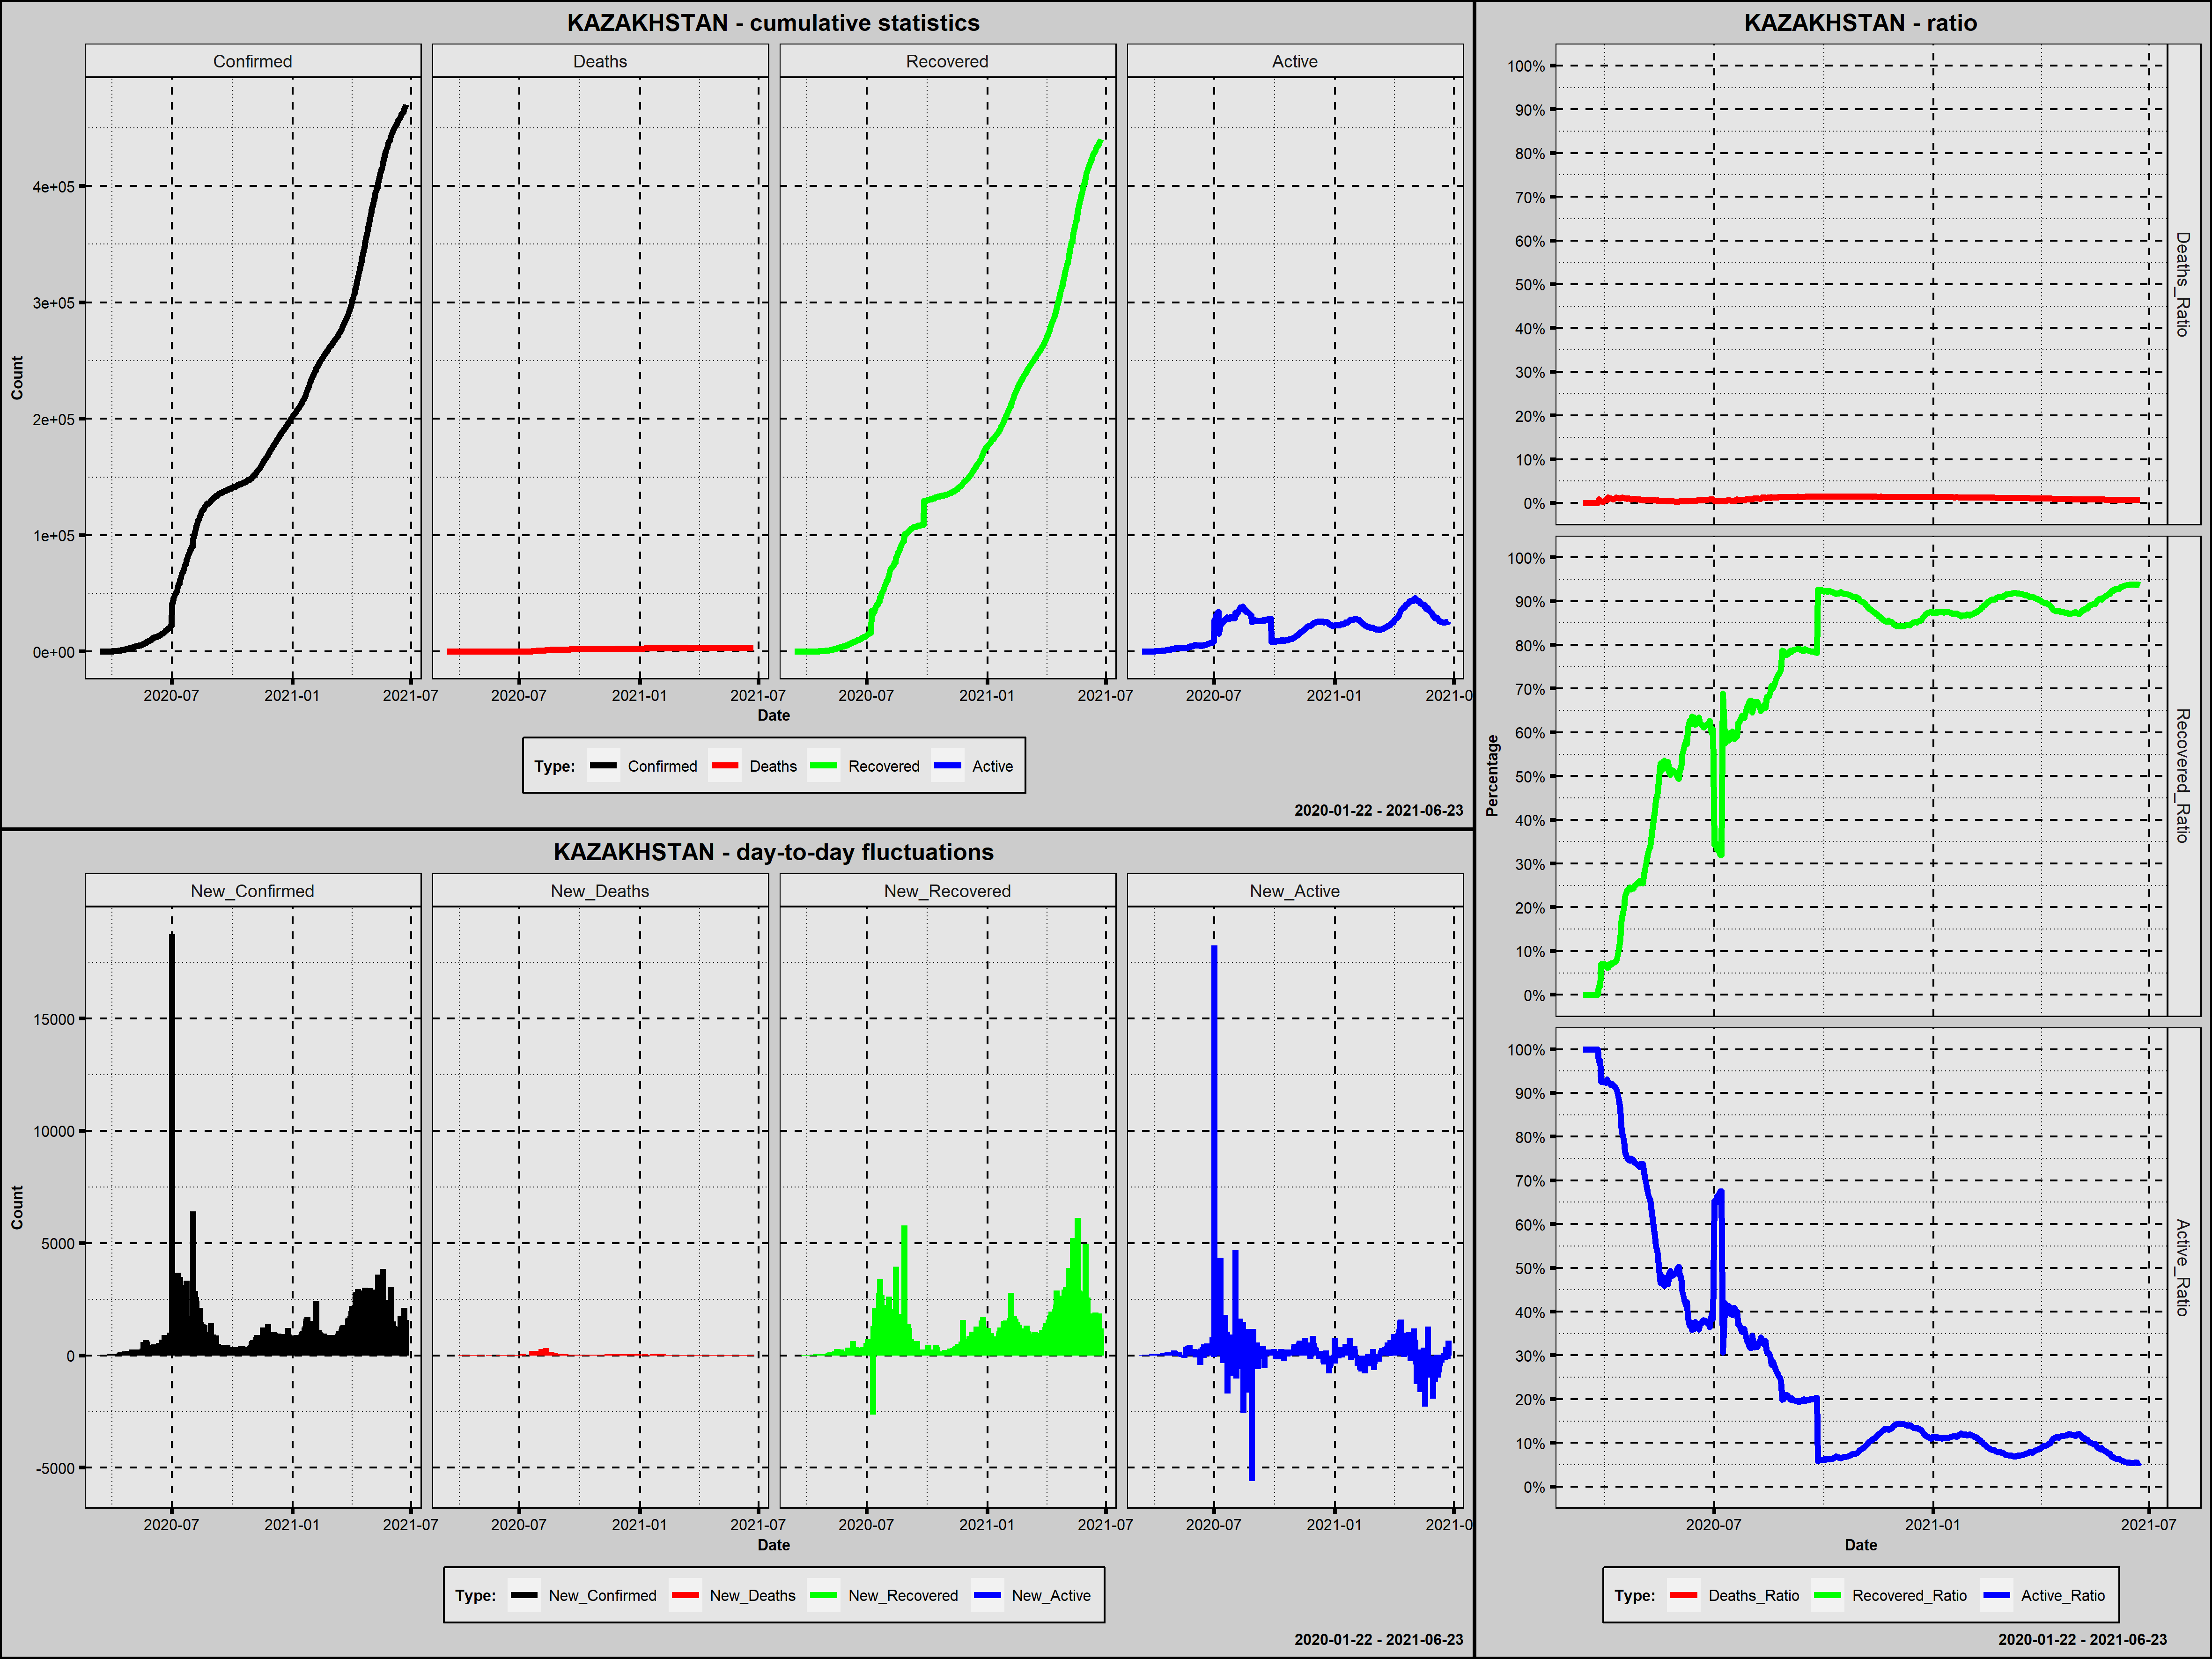 KAZAKHSTAN - cumulative statistics
Confirmed Deaths Recovered Active
Count
4e+05
3e+05
2e+05
1e+05
0e+00
2020-07 2021-01 2021-07 2020-07 2021-01 2021-07 2020-07 2021-01 2021-07 2020-07 2021-01 2021-0
Date
Type: Confirmed Deaths Recovered Active
2020-01-22 - 2021-06-23
KAZAKHSTAN - day-to-day fluctuations
New_Confirmed New_Deaths New_Recovered New_Active
Count
15000
10000
5000
0
-5000
2020-07 2021-01 2021-07 2020-07 2021-01 2021-07 2020-07 2021-01 2021-07 2020-07 2021-01 2021-0
Date
Type: New_Confirmed New_Deaths New_Recovered New_Active
2020-01-22 - 2021-06-23
KAZAKHSTAN - ratio
Percentage
100%
90%
80%
70%
60%
50%
40%
30%
20%
10%
0%
Deaths_Ratio
100%
90%
80%
70%
60%
50%
40%
30%
20%
10%
0%
Recovered_Ratio
100%
90%
80%
70%
60%
50%
40%
30%
20%
10%
0%
Active_Ratio
2020-07 2021-01 2021-07
Date
Type: Deaths_Ratio Recovered_Ratio Active_Ratio
2020-01-22 - 2021-06-23